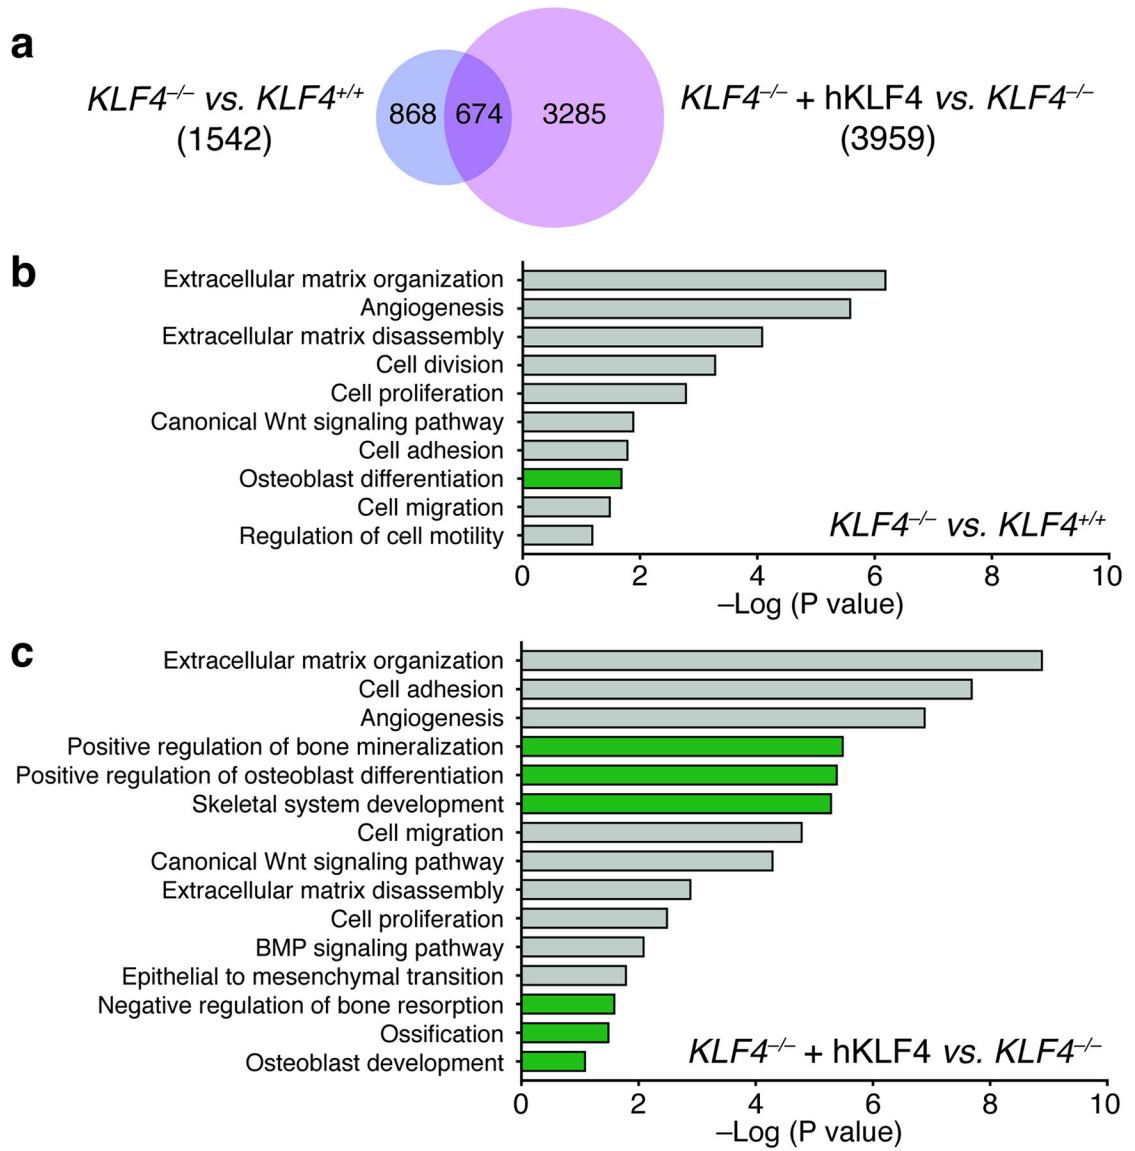 a
KLF4–/– vs. KLF4+/+
(1542)
868 674 3285
KLF4–/– + hKLF4 vs. KLF4–/–
(3959)
b
Extracellular matrix organization
Angiogenesis
Extracellular matrix disassembly
Cell division
Cell proliferation
Canonical Wnt signaling pathway
Cell adhesion
Osteoblast differentiation
Cell migration
Regulation of cell motility
KLF4–/– vs. KLF4+/+
0 2 4 6 8 10
–Log (P value)
c
Extracellular matrix organization
Cell adhesion
Angiogenesis
Positive regulation of bone mineralization
Positive regulation of osteoblast differentiation
Skeletal system development
Cell migration
Canonical Wnt signaling pathway
Extracellular matrix disassembly
Cell proliferation
BMP signaling pathway
Epithelial to mesenchymal transition
Negative regulation of bone resorption
Ossification
Osteoblast development
KLF4–/– + hKLF4 vs. KLF4–/–
0 2 4 6 8 10
–Log (P value)